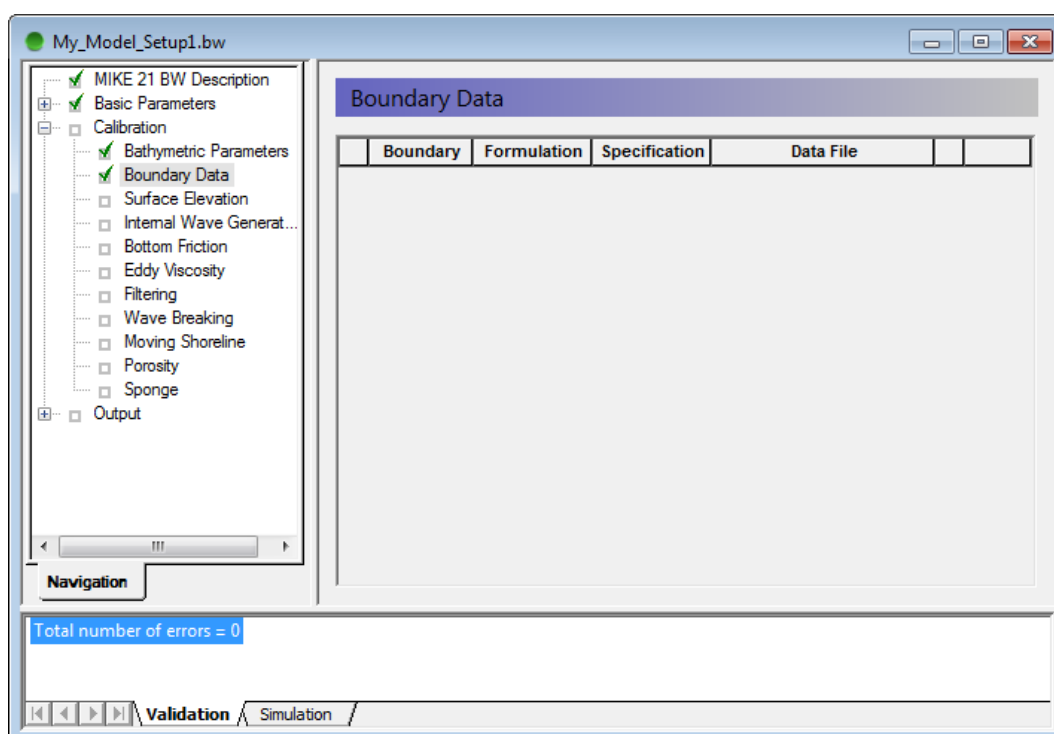 My_Model_Setup1.bw
MIKE 21 BW Description
Basic Parameters
Calibration
Bathymetric Parameters
Boundary Data
Surface Elevation
Internal Wave Generat...
Bottom Friction
Eddy Viscosity
Filtering
Wave Breaking
Moving Shoreline
Porosity
Sponge
Output
Navigation
Boundary Data
Boundary Formulation Specification Data File
Total number of errors = 0
Validation Simulation